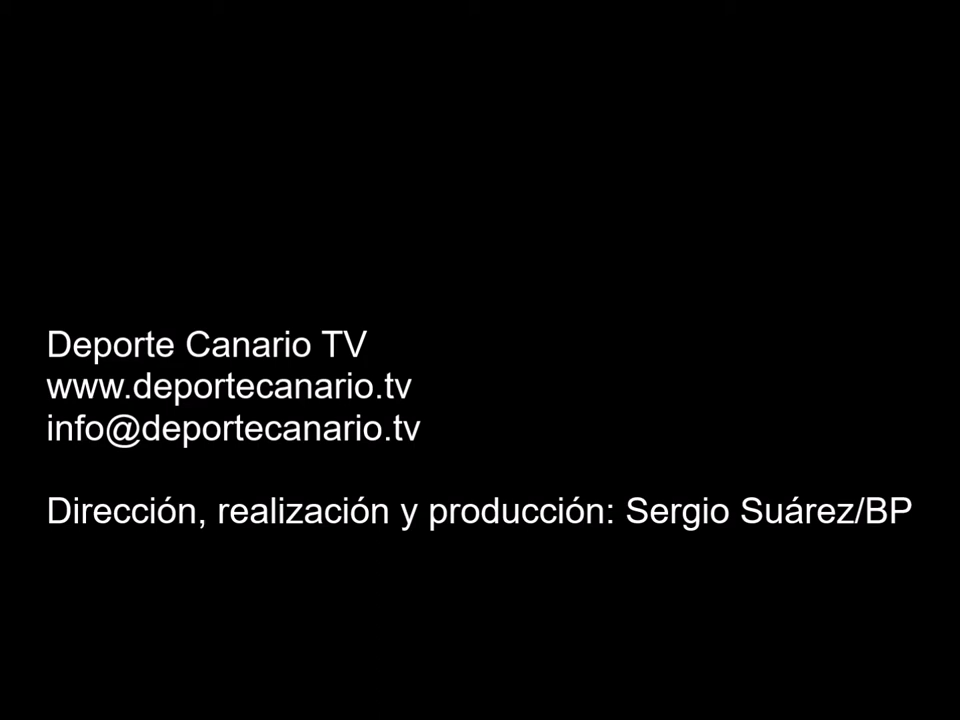 Deporte Canario TV
www.deportecanario.tv
info@deportecanario.tv
Dirección, realización y producción: Sergio Suárez/BP